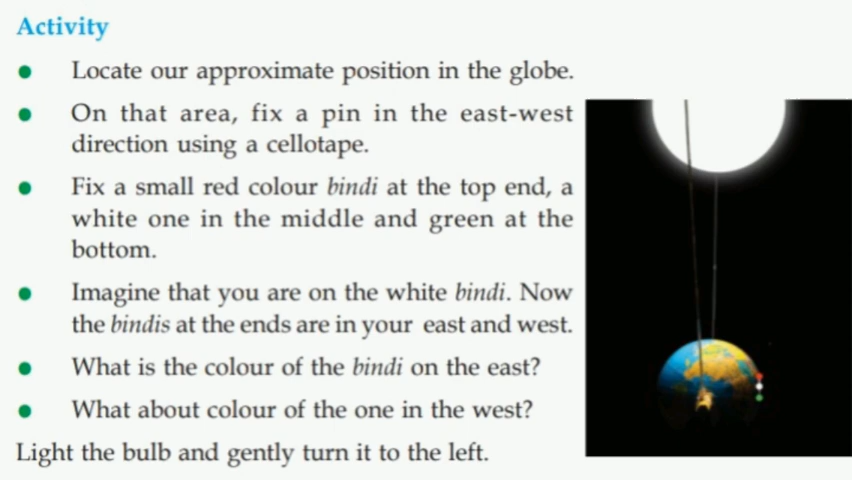 Activity
● Locate our approximate position in the globe.
● On that area, fix a pin in the east-west
direction using a cellotape.
● Fix a small red colour bindi at the top end, a
white one in the middle and green at the
bottom.
● Imagine that you are on the white bindi. Now
the bindis at the ends are in your east and west.
● What is the colour of the bindi on the east?
● What about colour of the one in the west?
Light the bulb and gently turn it to the left.